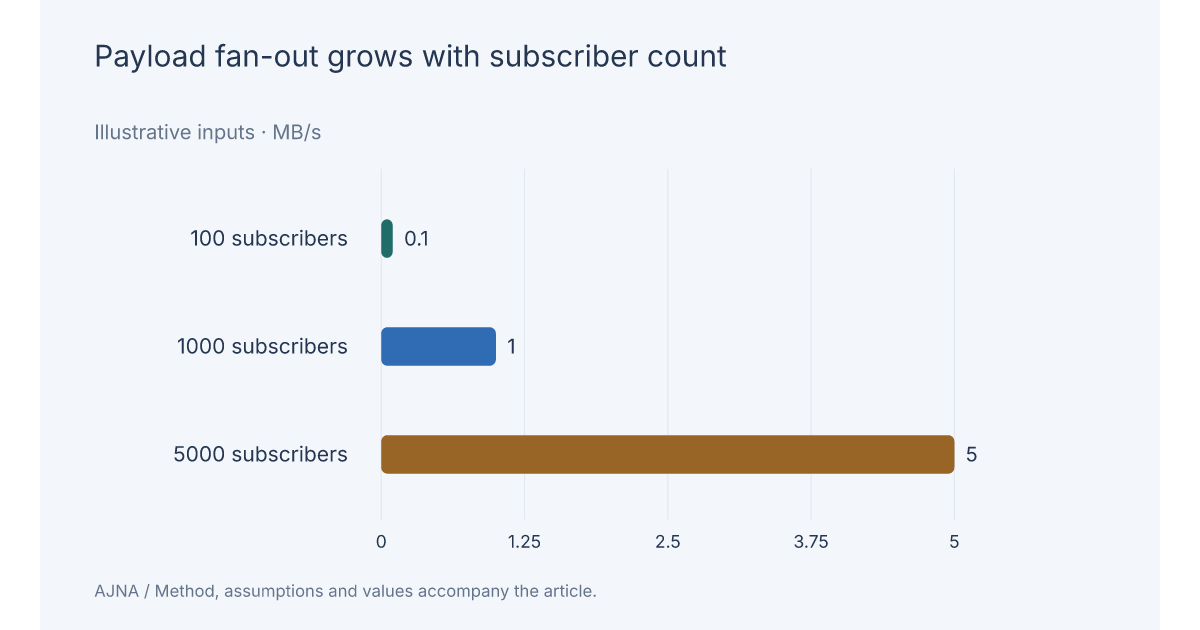 Payload fan-out grows with subscriber count
Illustrative inputs · MB/s
100 subscribers 0.1
1000 subscribers 1
5000 subscribers 5
0 1.25 2.5 3.75 5
AJNA / Method, assumptions and values accompany the article.